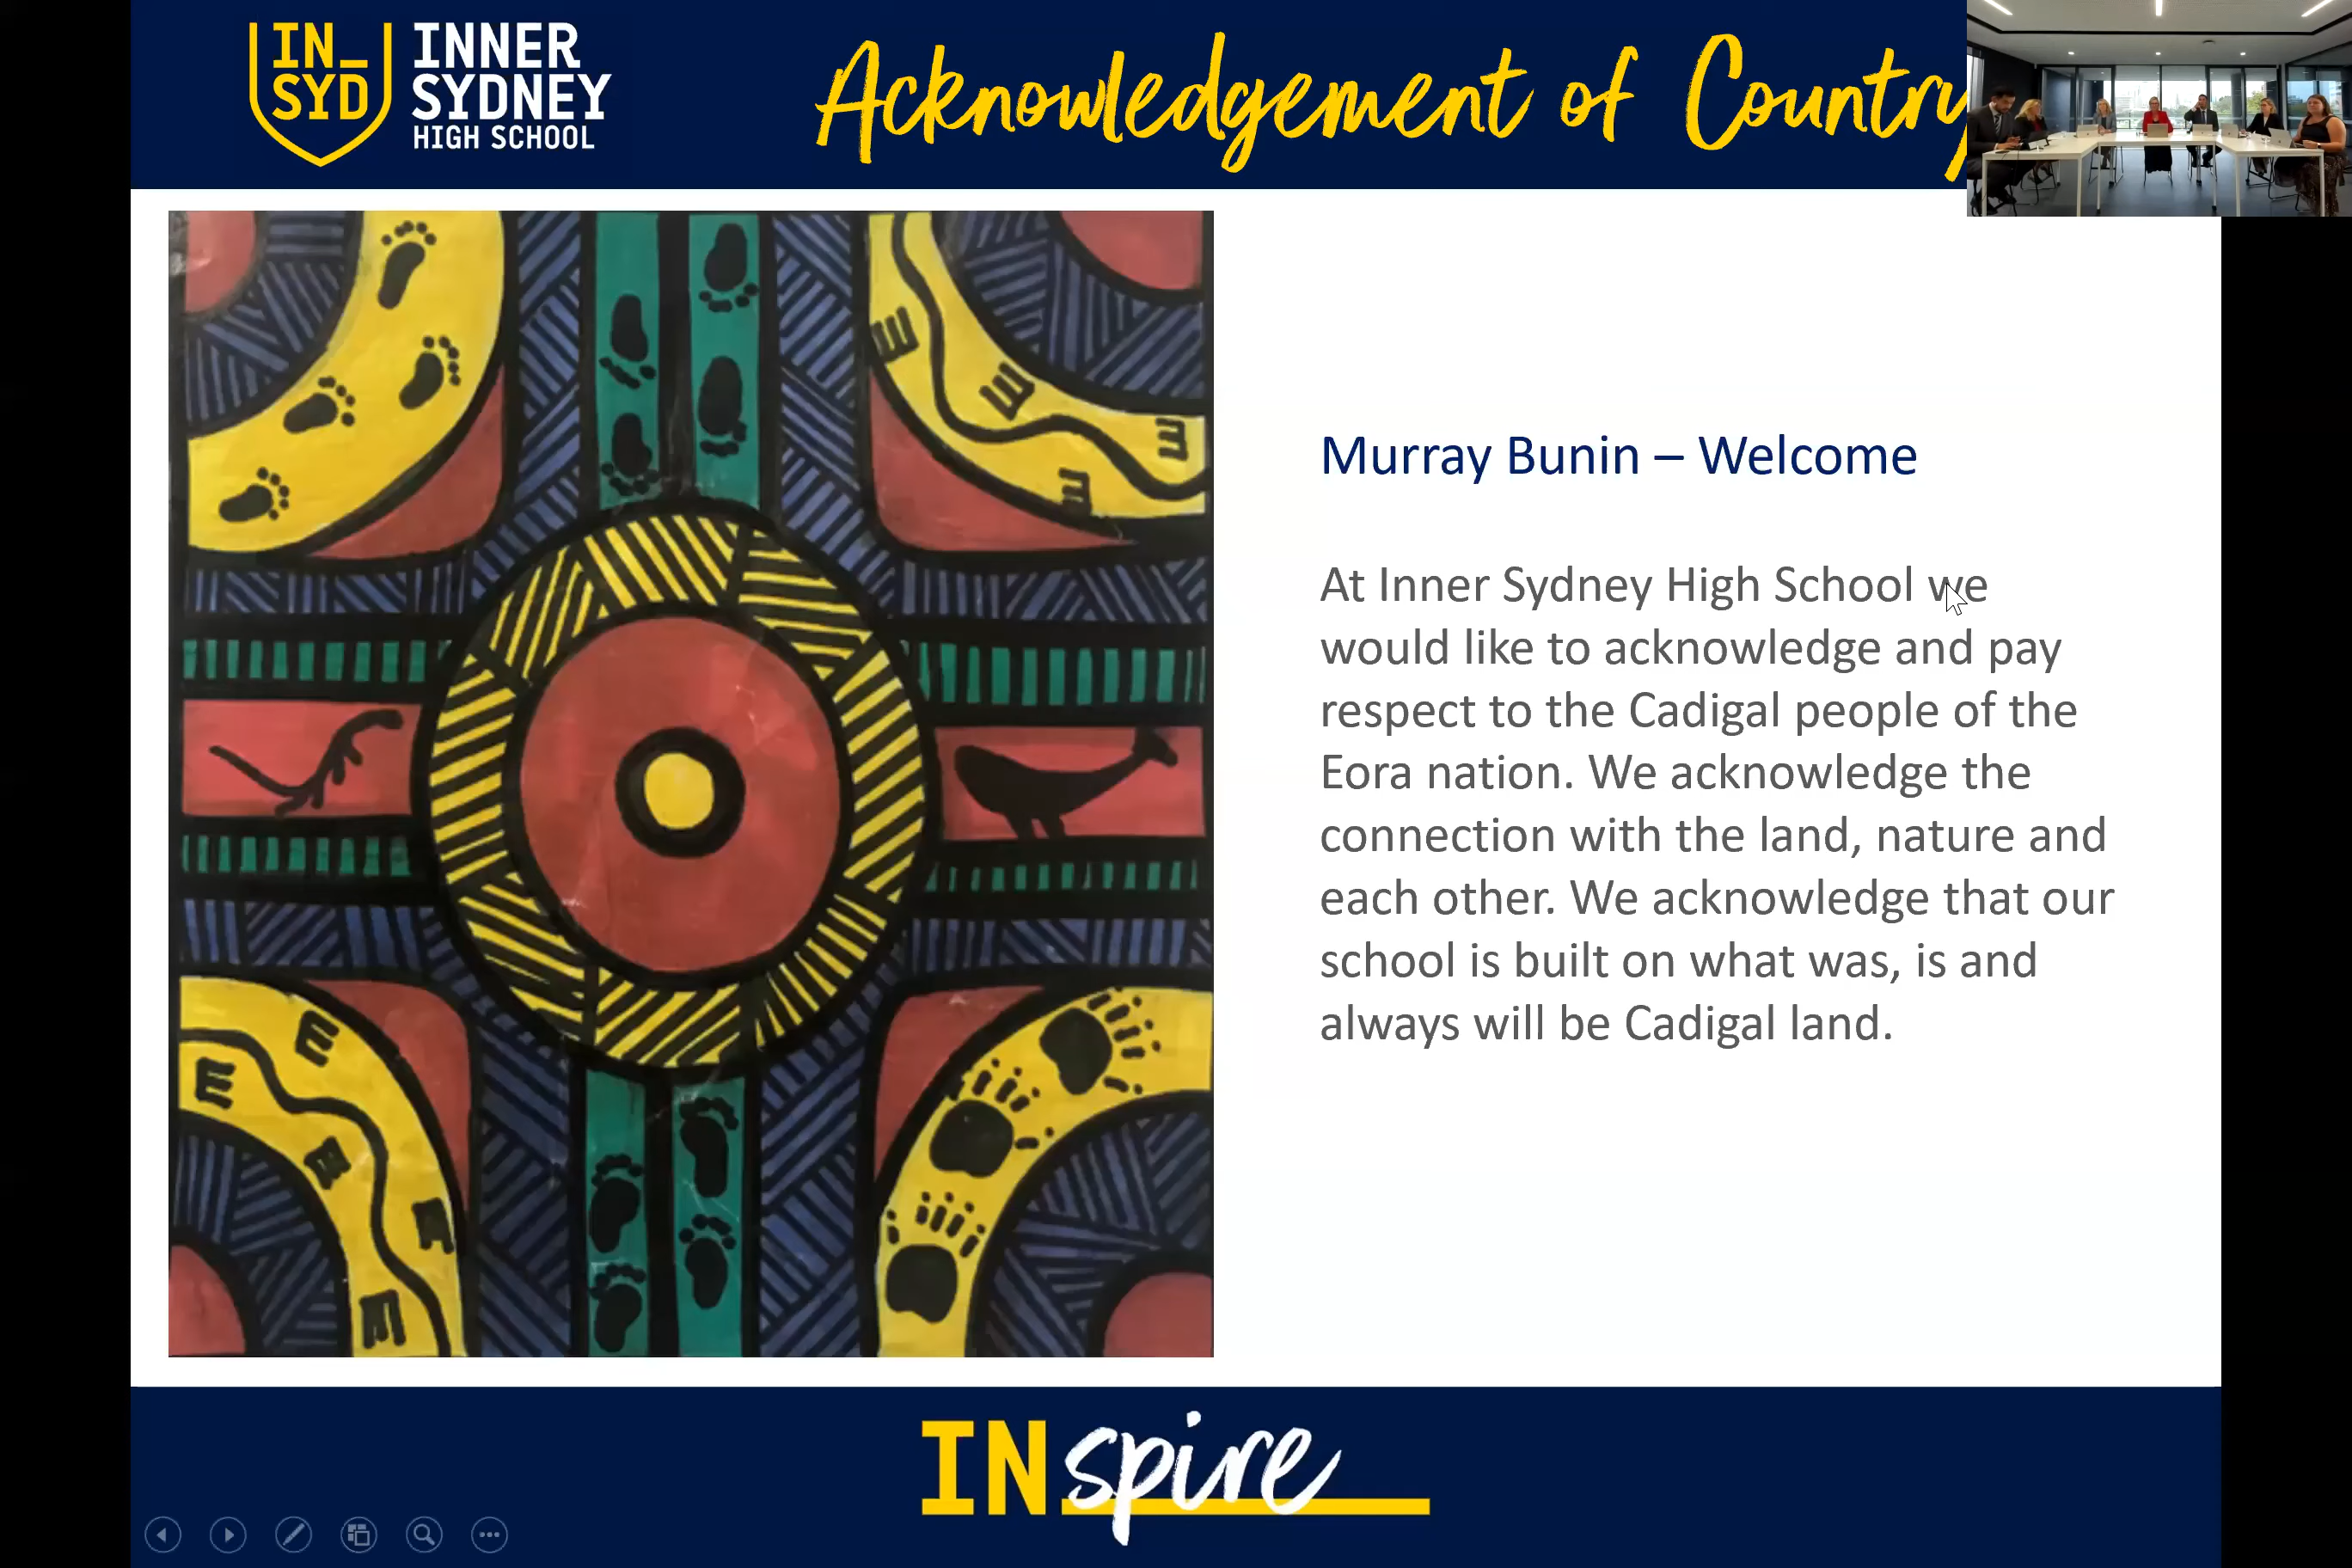 IN_
SYD
INNER
SYDNEY
HIGH SCHOOL
Acknowledgement of Country
Murray Bunin – Welcome
At Inner Sydney High School we
would like to acknowledge and pay
respect to the Cadigal people of the
Eora nation. We acknowledge the
connection with the land, nature and
each other. We acknowledge that our
school is built on what was, is and
always will be Cadigal land.
INspire